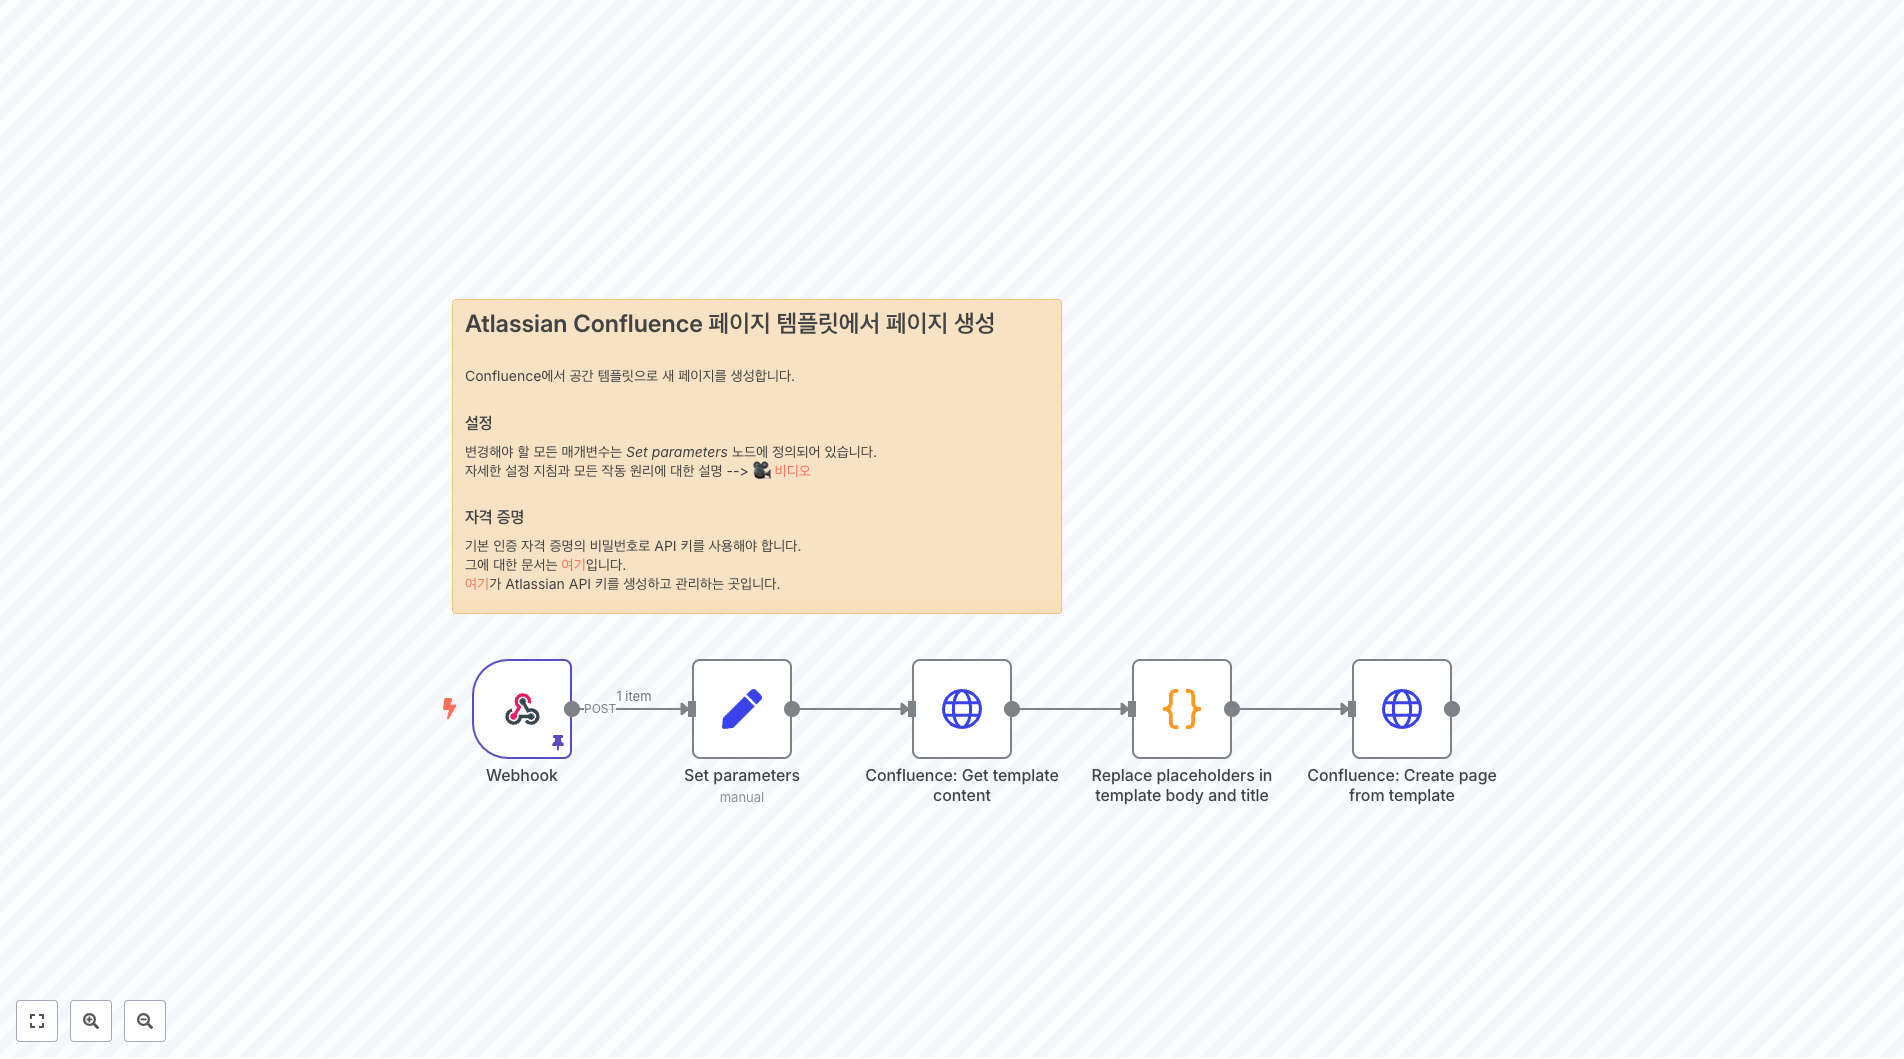 Atlassian Confluence 페이지 템플릿에서 페이지 생성
Confluence에서 공간 템플릿으로 새 페이지를 생성합니다.
설정
변경해야 할 모든 매개변수는 Set parameters 노드에 정의되어 있습니다.
자세한 설정 지침과 모든 작동 원리에 대한 설명 --> 🎥 비디오
자격 증명
기본 인증 자격 증명의 비밀번호로 API 키를 사용해야 합니다.
그에 대한 문서는 여기입니다.
여기가 Atlassian API 키를 생성하고 관리하는 곳입니다.
POST
1 item
Webhook
Set parameters
manual
Confluence: Get template
content
Replace placeholders in
template body and title
Confluence: Create page
from template